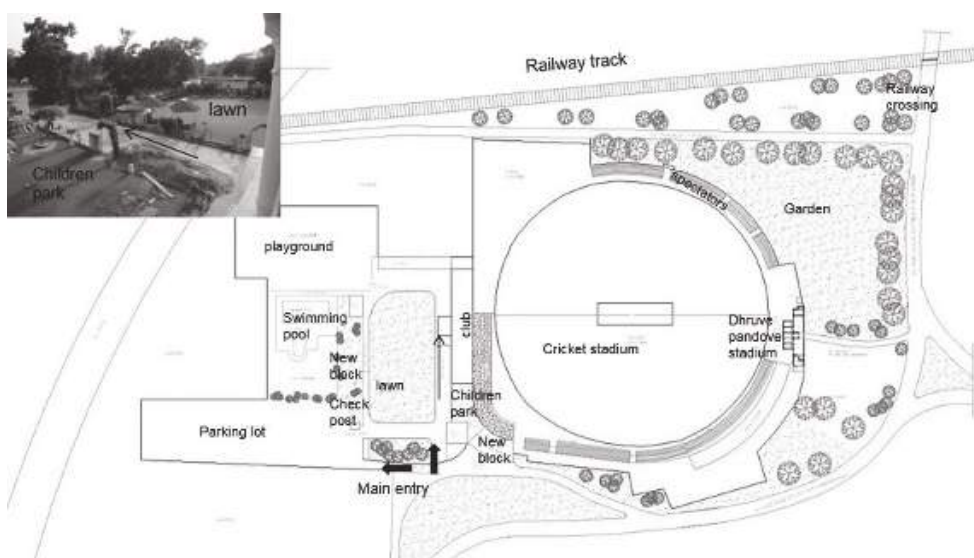 lawn
Children
park
Railway track
Railway
crossing
spectators
Garden
playground
Swimming
pool
club
Cricket stadium
Dhruve
pandove
stadium
New
block
lawn
Check
post
Children
park
Parking lot
New
block
Main entry